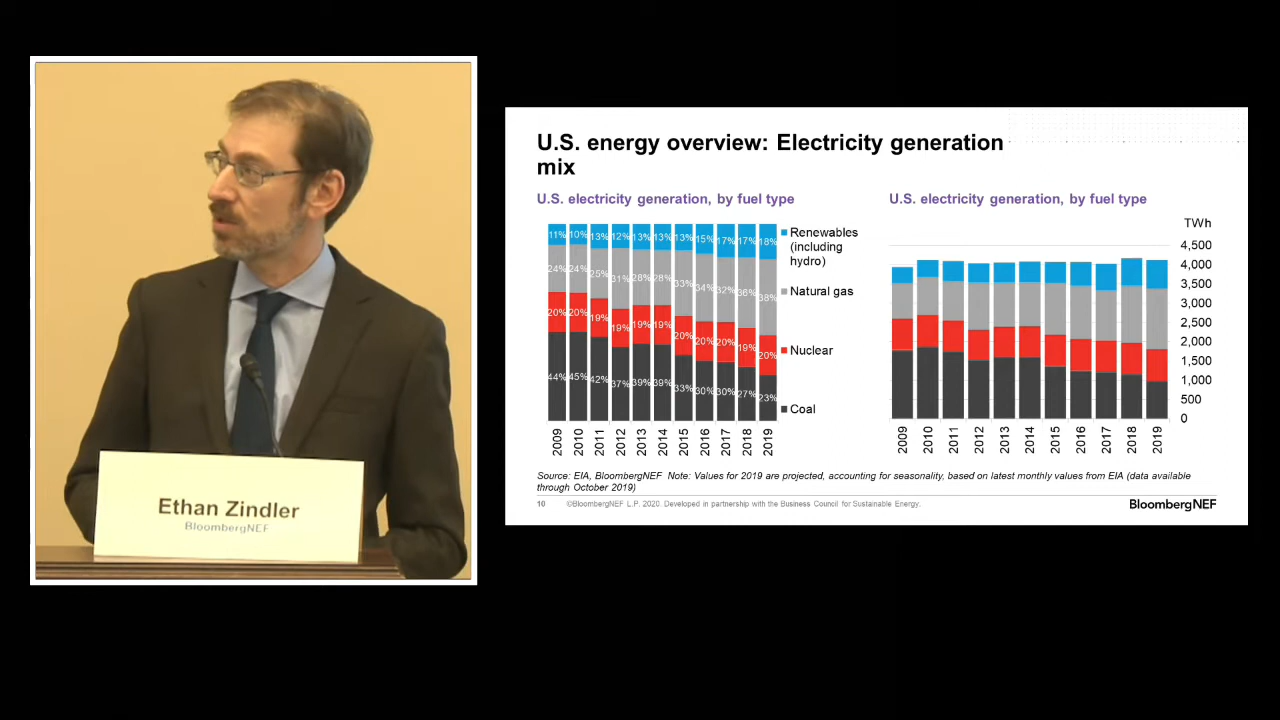 Ethan Zindler
BloombergNEF
U.S. energy overview: Electricity generation
mix
U.S. electricity generation, by fuel type
11% 10% 13% 12% 13% 13% 13% 15% 17% 17% 18%
24% 24% 25% 31% 28% 28% 33% 34% 32% 36% 38%
20% 20% 19% 19% 19% 19% 20% 20% 20% 19% 20%
44% 45% 42% 37% 39% 39% 33% 30% 30% 27% 23%
2009 2010 2011 2012 2013 2014 2015 2016 2017 2018 2019
Renewables
(including
hydro)
Natural gas
Nuclear
Coal
U.S. electricity generation, by fuel type
TWh
4,500
4,000
3,500
3,000
2,500
2,000
1,500
1,000
500
0
2009 2010 2011 2012 2013 2014 2015 2016 2017 2018 2019
Source: EIA, BloombergNEF Note: Values for 2019 are projected, accounting for seasonality, based on latest monthly values from EIA (data available
through October 2019)
10 ©BloombergNEF L.P. 2020. Developed in partnership with the Business Council for Sustainable Energy.
BloombergNEF